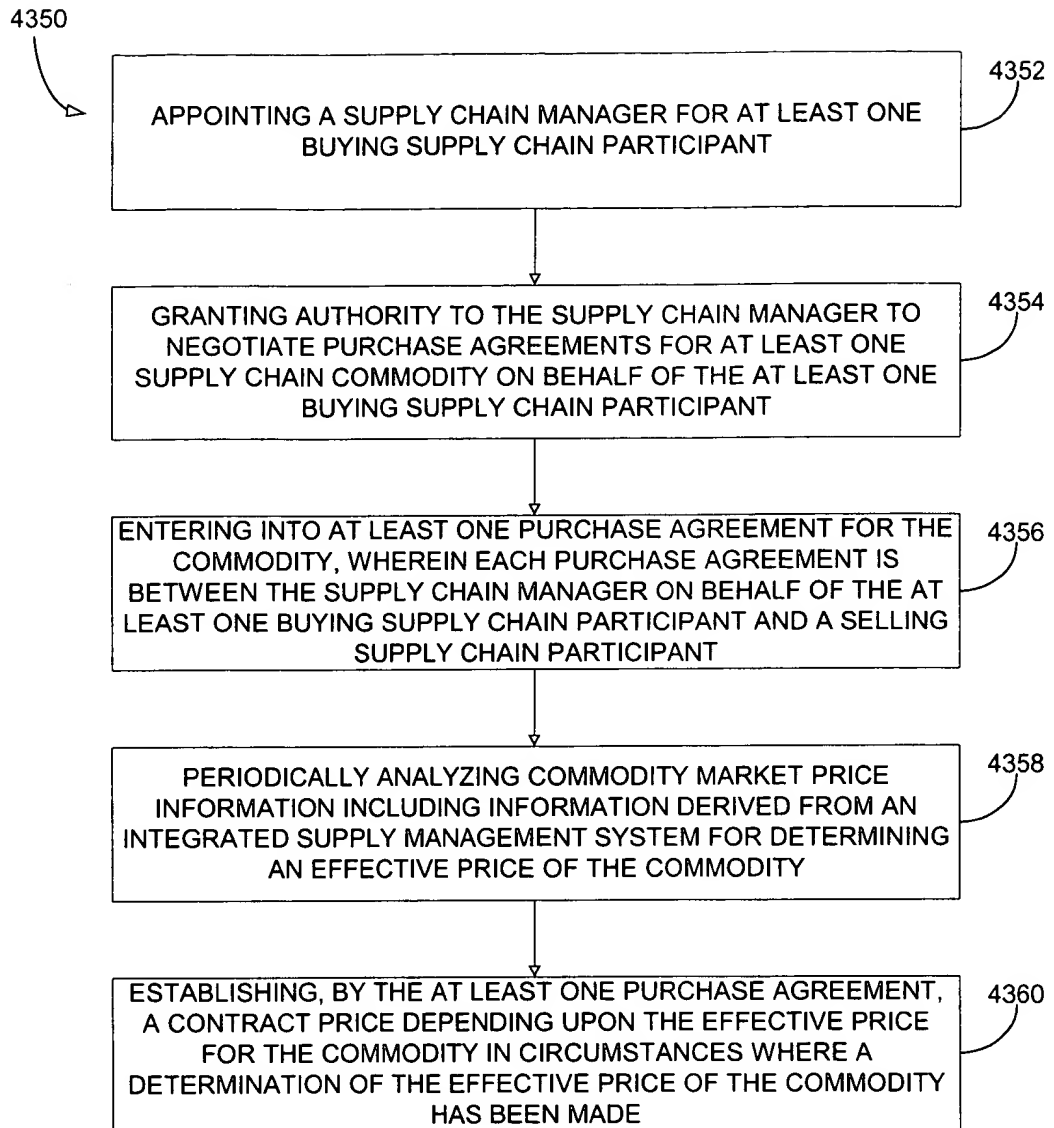 4350
4352
APPOINTING A SUPPLY CHAIN MANAGER FOR AT LEAST ONE
BUYING SUPPLY CHAIN PARTICIPANT
4354
GRANTING AUTHORITY TO THE SUPPLY CHAIN MANAGER TO
NEGOTIATE PURCHASE AGREEMENTS FOR AT LEAST ONE
SUPPLY CHAIN COMMODITY ON BEHALF OF THE AT LEAST ONE
BUYING SUPPLY CHAIN PARTICIPANT
4356
ENTERING INTO AT LEAST ONE PURCHASE AGREEMENT FOR THE
COMMODITY, WHEREIN EACH PURCHASE AGREEMENT IS
BETWEEN THE SUPPLY CHAIN MANAGER ON BEHALF OF THE AT
LEAST ONE BUYING SUPPLY CHAIN PARTICIPANT AND A SELLING
SUPPLY CHAIN PARTICIPANT
4358
PERIODICALLY ANALYZING COMMODITY MARKET PRICE
INFORMATION INCLUDING INFORMATION DERIVED FROM AN
INTEGRATED SUPPLY MANAGEMENT SYSTEM FOR DETERMINING
AN EFFECTIVE PRICE OF THE COMMODITY
4360
ESTABLISHING, BY THE AT LEAST ONE PURCHASE AGREEMENT,
A CONTRACT PRICE DEPENDING UPON THE EFFECTIVE PRICE
FOR THE COMMODITY IN CIRCUMSTANCES WHERE A
DETERMINATION OF THE EFFECTIVE PRICE OF THE COMMODITY
HAS BEEN MADE